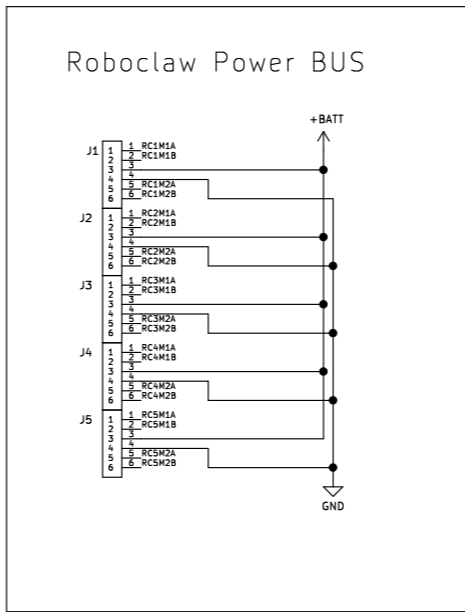 Roboclaw Power BUS
+BATT
J1
1 1 RC1M1A
2 2 RC1M1B
3 3
4 4
5 5 RC1M2A
6 6 RC1M2B
J2
1 1 RC2M1A
2 2 RC2M1B
3 3
4 4
5 5 RC2M2A
6 6 RC2M2B
J3
1 1 RC3M1A
2 2 RC3M1B
3 3
4 4
5 5 RC3M2A
6 6 RC3M2B
J4
1 1 RC4M1A
2 2 RC4M1B
3 3
4 4
5 5 RC4M2A
6 6 RC4M2B
J5
1 1 RC5M1A
2 2 RC5M1B
3 3
4 4
5 5 RC5M2A
6 6 RC5M2B
GND